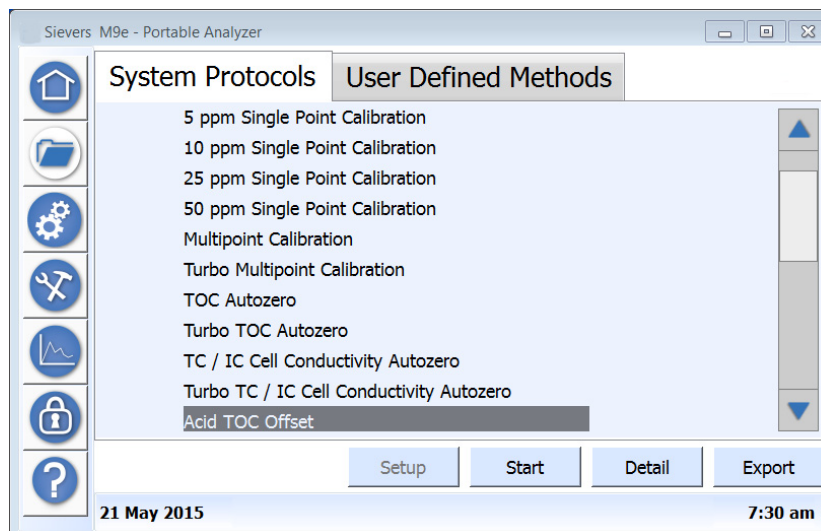 Sievers M9e - Portable Analyzer
System Protocols User Defined Methods
5 ppm Single Point Calibration
10 ppm Single Point Calibration
25 ppm Single Point Calibration
50 ppm Single Point Calibration
Multipoint Calibration
Turbo Multipoint Calibration
TOC Autozero
Turbo TOC Autozero
TC / IC Cell Conductivity Autozero
Turbo TC / IC Cell Conductivity Autozero
Acid TOC Offset
Setup Start Detail Export
21 May 2015 7:30 am